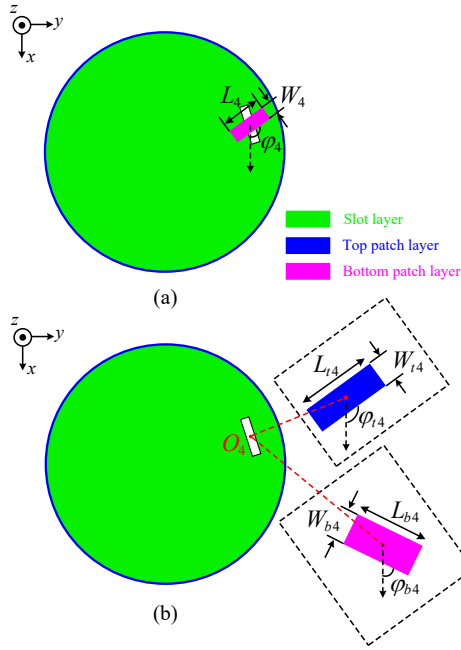 z
y
x
L4
W4
φ4
Slot layer
Top patch layer
Bottom patch layer
(a)
z
y
x
Lt4
Wt4
φt4
O4
Lb4
Wb4
φb4
(b)